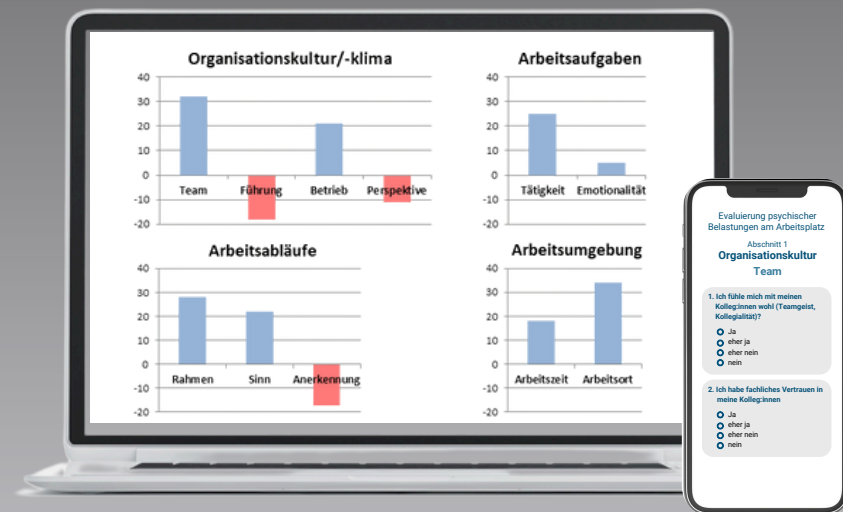 Organisationskultur/-klima
40
30
20
10
0
-10
-20
Team Führung Betrieb Perspektive
Arbeitsaufgaben
40
30
20
10
0
-10
-20
Tätigkeit Emotionalität
Arbeitsabläufe
40
30
20
10
0
-10
-20
Rahmen Sinn Anerkennung
Arbeitsumgebung
40
30
20
10
0
-10
-20
Arbeitszeit Arbeitsort
Evaluierung psychischer
Belastungen am Arbeitsplatz
Abschnitt 1
Organisationskultur
Team
1. Ich fühle mich mit meinen
Kolleg:innen wohl (Teamgeist,
Kollegialität)?
Ja
eher ja
eher nein
nein
2. Ich habe fachliches Vertrauen in
meine Kolleg:innen
Ja
eher ja
eher nein
nein